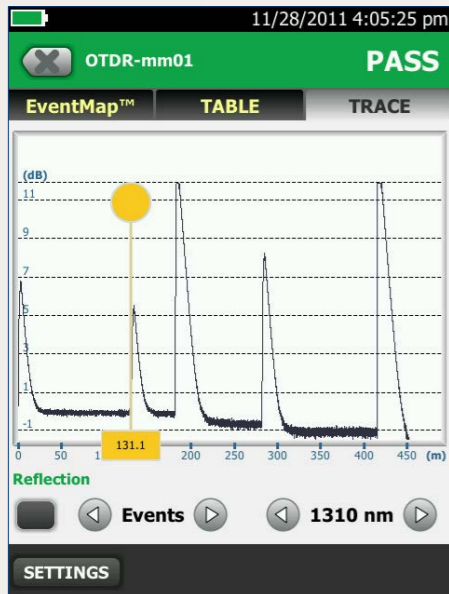 11/28/2011 4:05:25 pm
OTDR-mm01 PASS
EventMap™ TABLE TRACE
(dB)
11
9
7
5
3
1
-1
131.1
0 50 150 200 250 300 350 400 450 (m)
Reflection
Events 1310 nm
SETTINGS